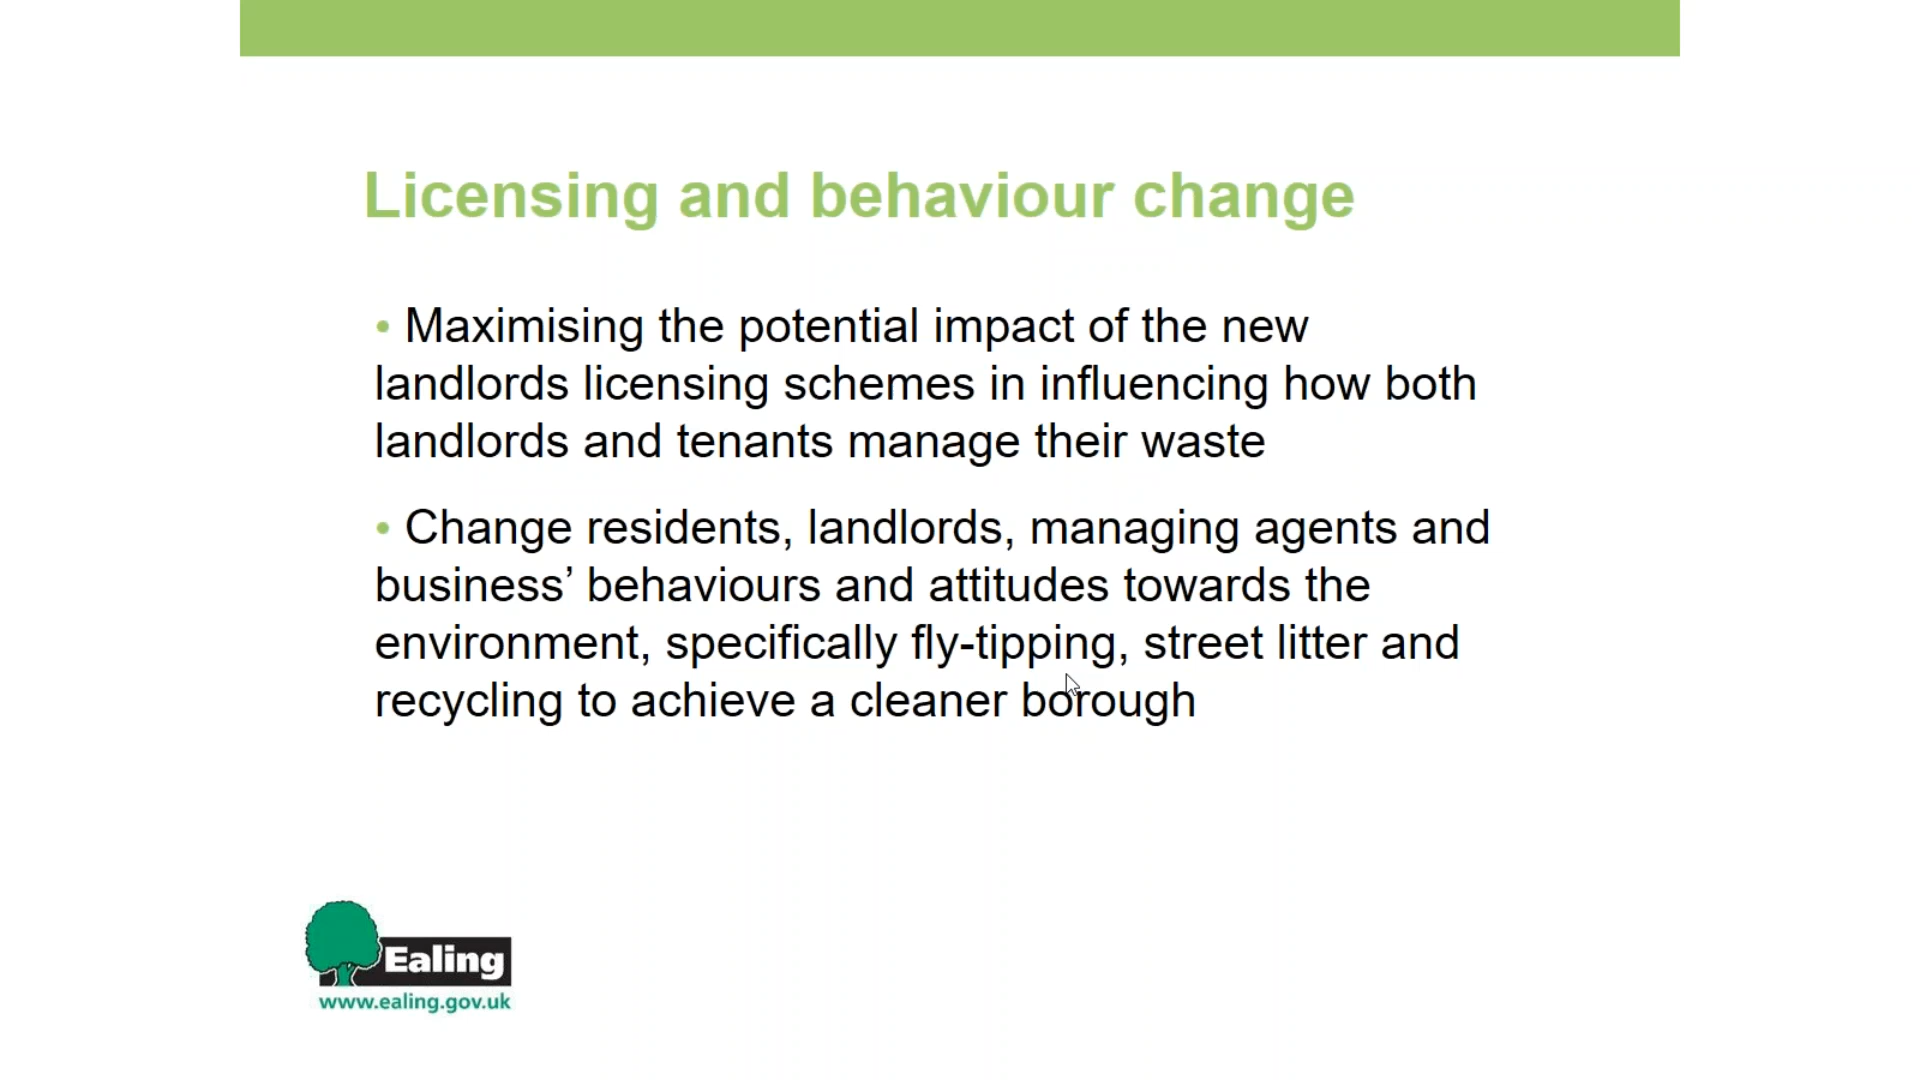 Licensing and behaviour change
• Maximising the potential impact of the new
landlords licensing schemes in influencing how both
landlords and tenants manage their waste
• Change residents, landlords, managing agents and
business’ behaviours and attitudes towards the
environment, specifically fly-tipping, street litter and
recycling to achieve a cleaner borough
Ealing
www.ealing.gov.uk